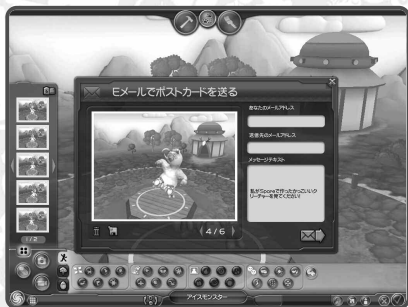 Eメールでポストカードを送る
あなたのメールアドレス
送信先のメールアドレス
メッセージテキスト
私がSporeで作ったかっこいいク
リーチャーを見てください!
4/6
1/2
アイスモンスター